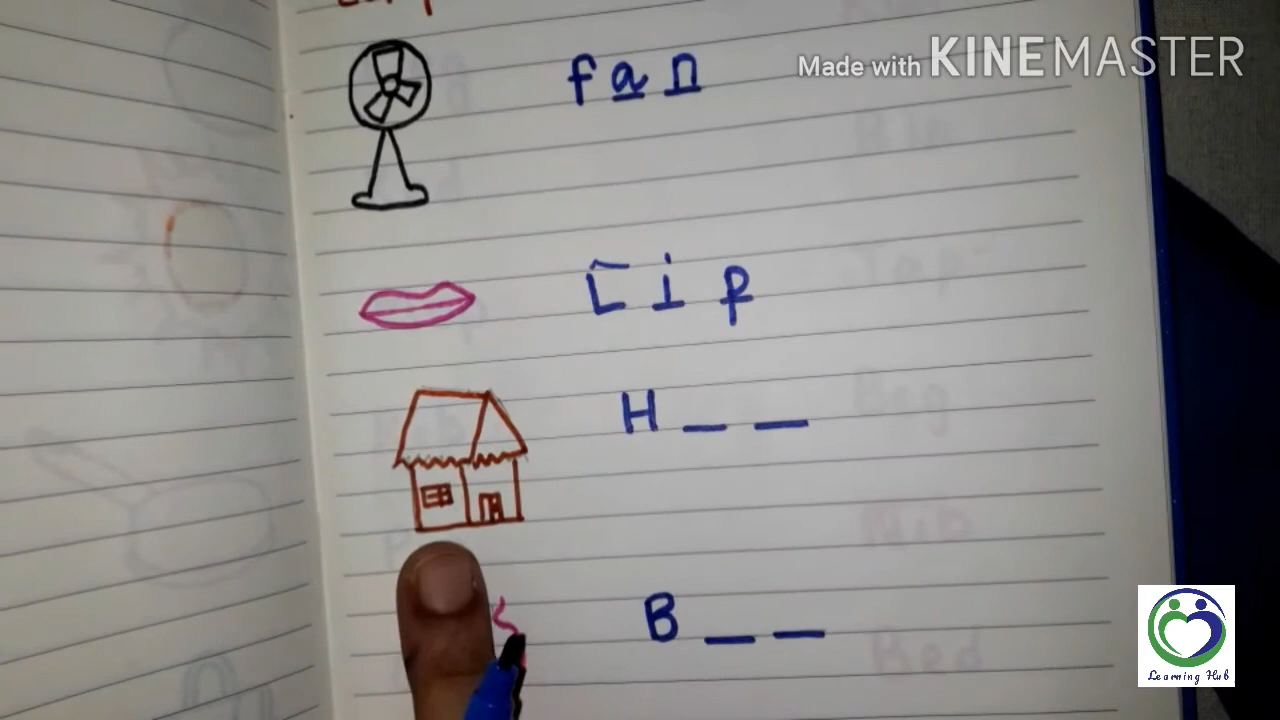 Made with KINEMASTER
fan
Lip
H _ _
B _ _
Learning Hub